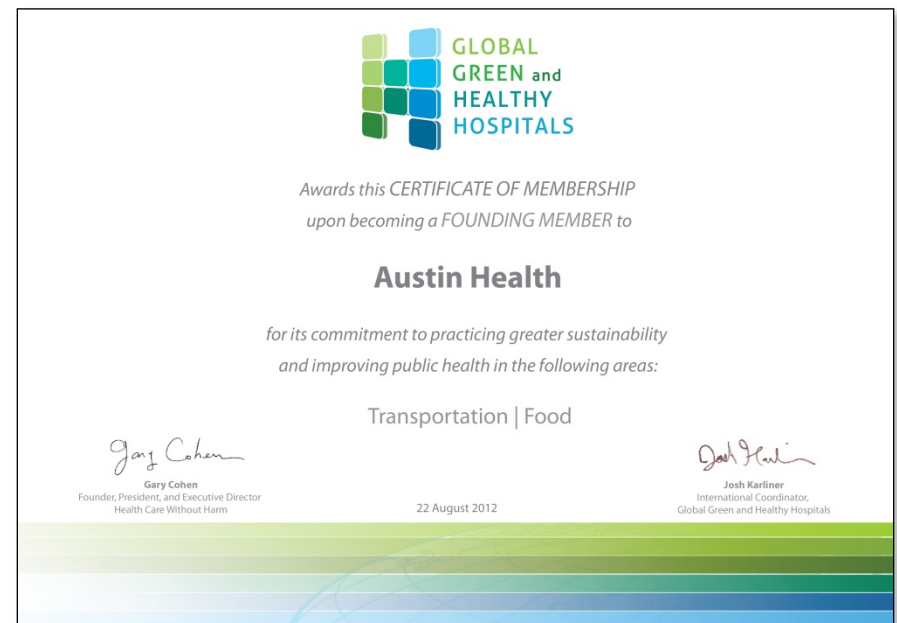 GLOBAL
GREEN and
HEALTHY
HOSPITALS
Awards this CERTIFICATE OF MEMBERSHIP
upon becoming a FOUNDING MEMBER to
Austin Health
for its commitment to practicing greater sustainability
and improving public health in the following areas:
Transportation | Food
Gary Cohen
Gary Cohen
Founder, President, and Executive Director
Health Care Without Harm
22 August 2012
Josh Karliner
International Coordinator,
Global Green and Healthy Hospitals